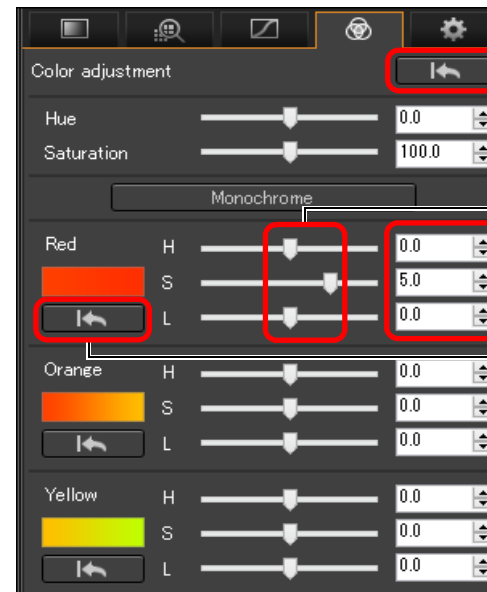 Color adjustment
Hue 0.0
Saturation 100.0
Monochrome
Red H 0.0
S 5.0
L 0.0
Orange H 0.0
S 0.0
L 0.0
Yellow H 0.0
S 0.0
L 0.0